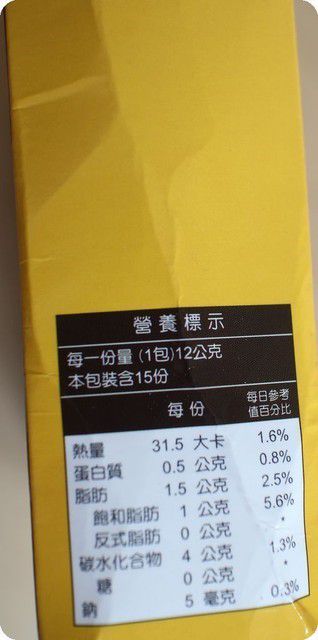 營養標示
每一份量 (1包)12公克
本包裝含15份
每份 每日參考值百分比
熱量 31.5 大卡 1.6%
蛋白質 0.5 公克 0.8%
脂肪 1.5 公克 2.5%
飽和脂肪 1 公克 5.6%
反式脂肪 0 公克 *
碳水化合物 4 公克 1.3%
糖 0 公克 *
鈉 5 毫克 0.3%